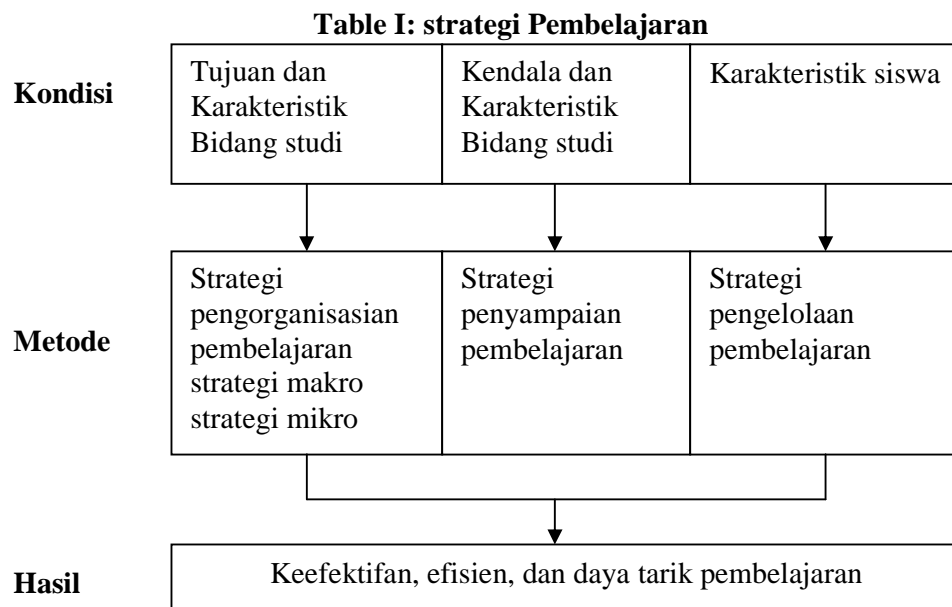 Table I: strategi Pembelajaran
Kondisi
Tujuan dan
Karakteristik
Bidang studi
Kendala dan
Karakteristik
Bidang studi
Karakteristik siswa
Metode
Strategi
pengorganisasian
pembelajaran
strategi makro
strategi mikro
Strategi
penyampaian
pembelajaran
Strategi
pengelolaan
pembelajaran
Hasil
Keefektifan, efisien, dan daya tarik pembelajaran